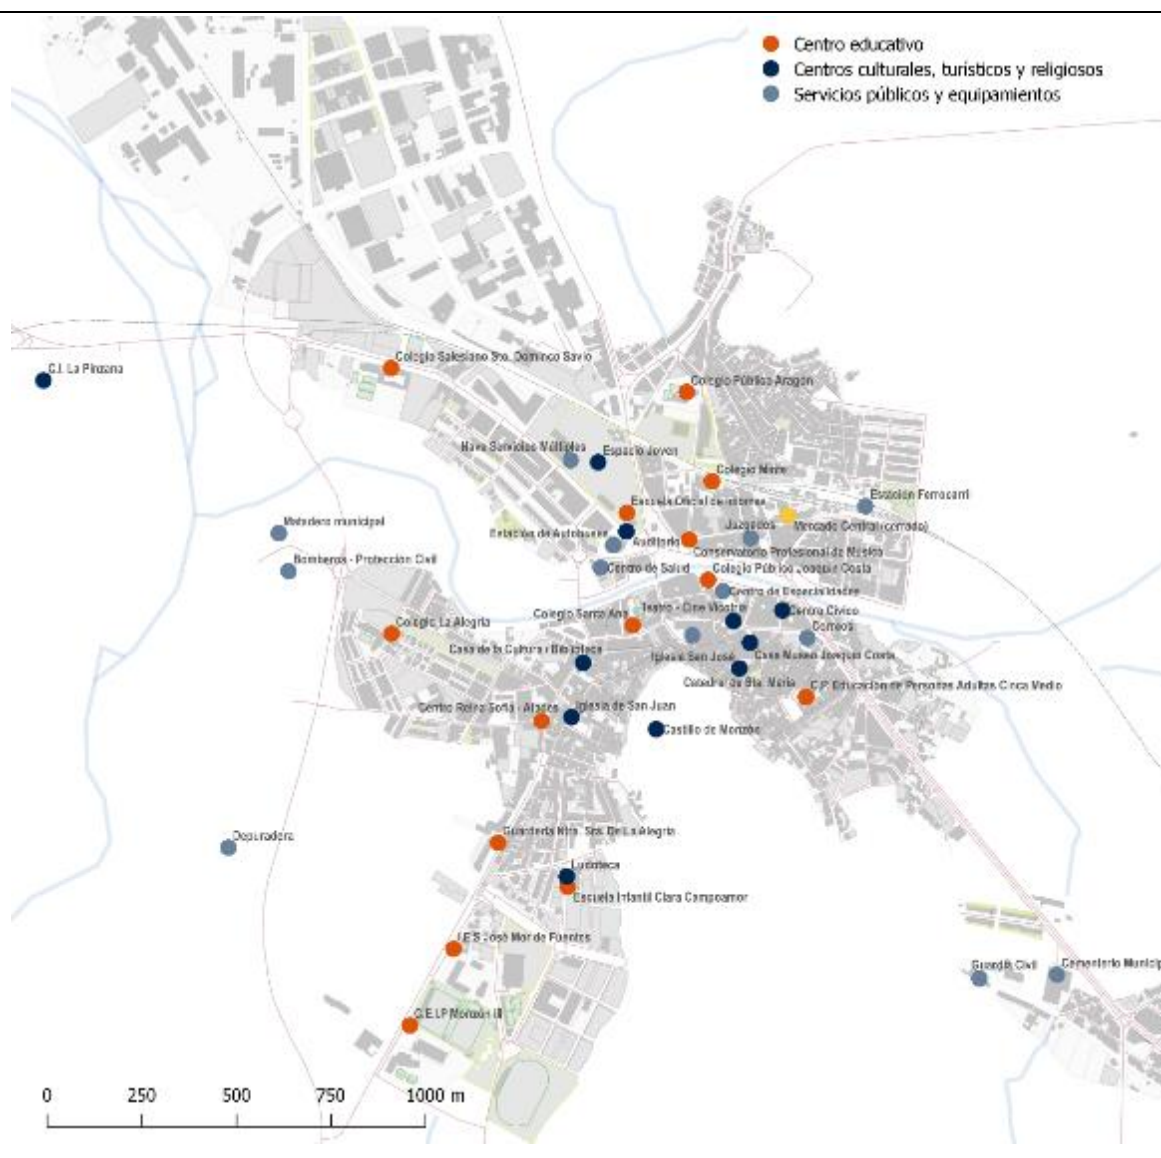 Centro educativo
Centros culturales, turísticos y religiosos
Servicios públicos y equipamientos
Colegio Salesiano Sto. Domingo Savio
C.I. La Pinzana
Colegio Público Aragón
Nave Servicios Múltiples
Espacio Joven
Colegio Minte
Estación Ferrocarril
Escuela Oficial de Idiomas
Matadero municipal
Estación de Autobuses
Auditorio
Juzgados
Mercado Central (cerrado)
Conservatorio Profesional de Música
Bomberos - Protección Civil
Centro de Salud
Colegio Público Joaquín Costa
Centro de Especialidades
Colegio Santa Ana
Teatro - Cine Victoria
Centro Cívico
Colegio La Alegría
Correos
Casa de la Cultura / Biblioteca
Iglesia San José
Casa Museo Joaquín Costa
Catedral de Sta. María
C.P. Educación de Personas Adultas Cinca Medio
Centro Reina Sofía -
Iglesia de San Juan
Castillo de Monzón
Depuradora
Guardería Ntra. Sra. De La Alegría
Ludoteca
Escuela Infantil Clara Campoamor
I.E.S José Mor de Fuentes
Guardia Civil
Cementerio Municip
C.E.I.P Monzón III
0 250 500 750 1000 m